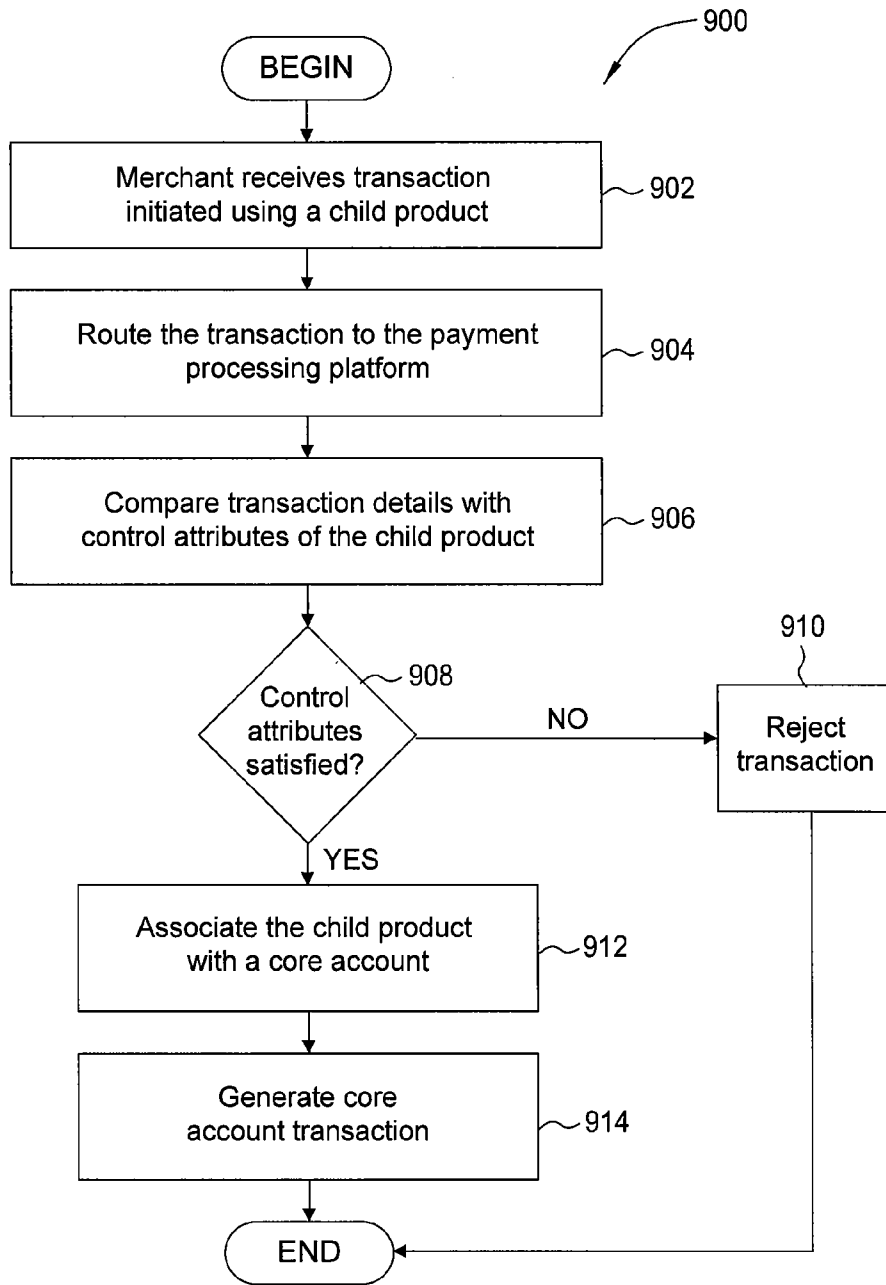 900
BEGIN
Merchant receives transaction
initiated using a child product
902
Route the transaction to the payment
processing platform
904
Compare transaction details with
control attributes of the child product
906
908
Control
attributes
satisfied?
NO
910
Reject
transaction
YES
Associate the child product
with a core account
912
Generate core
account transaction
914
END